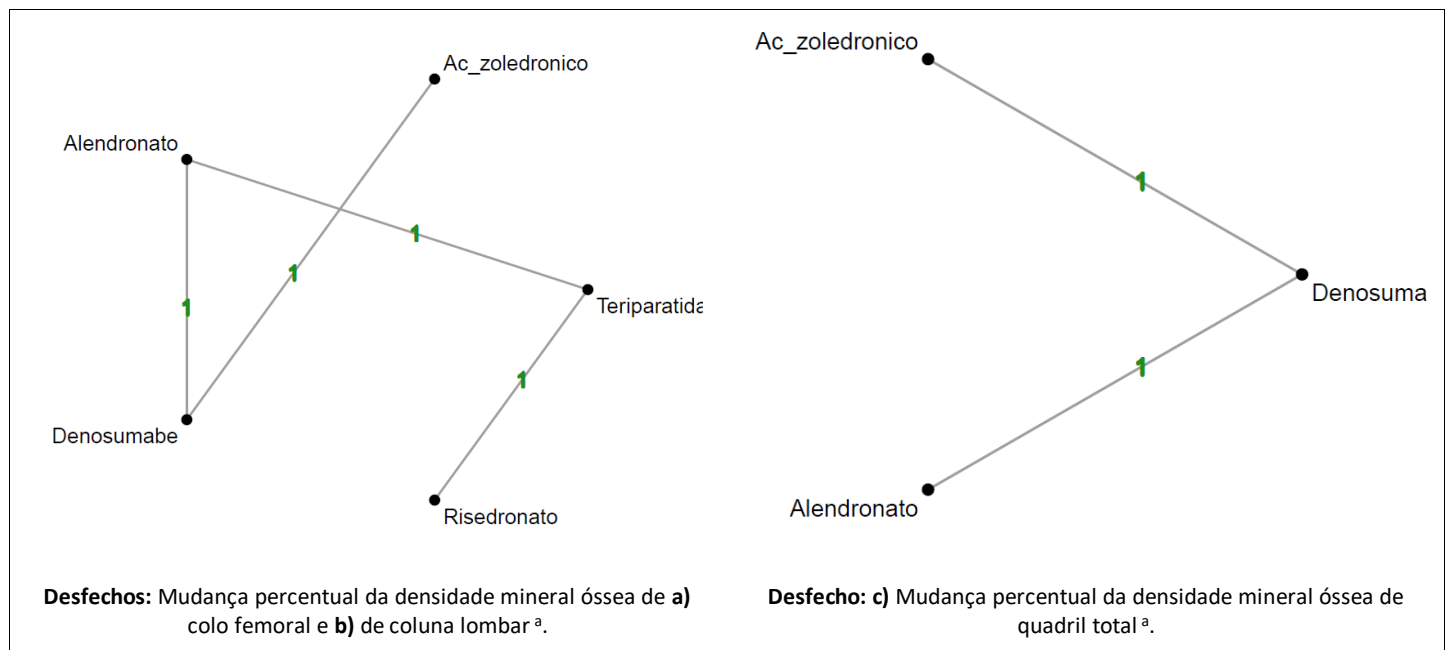 Ac_zoledronico
Alendronato
1
1
1
Teriparatida
1
Denosumabe
Risedronato
Desfechos: Mudança percentual da densidade mineral óssea de a)
colo femoral e b) de coluna lombar ª.
Ac_zoledronico
1
Denosuma
1
Alendronato
Desfecho: c) Mudança percentual da densidade mineral óssea de
quadril total ª.